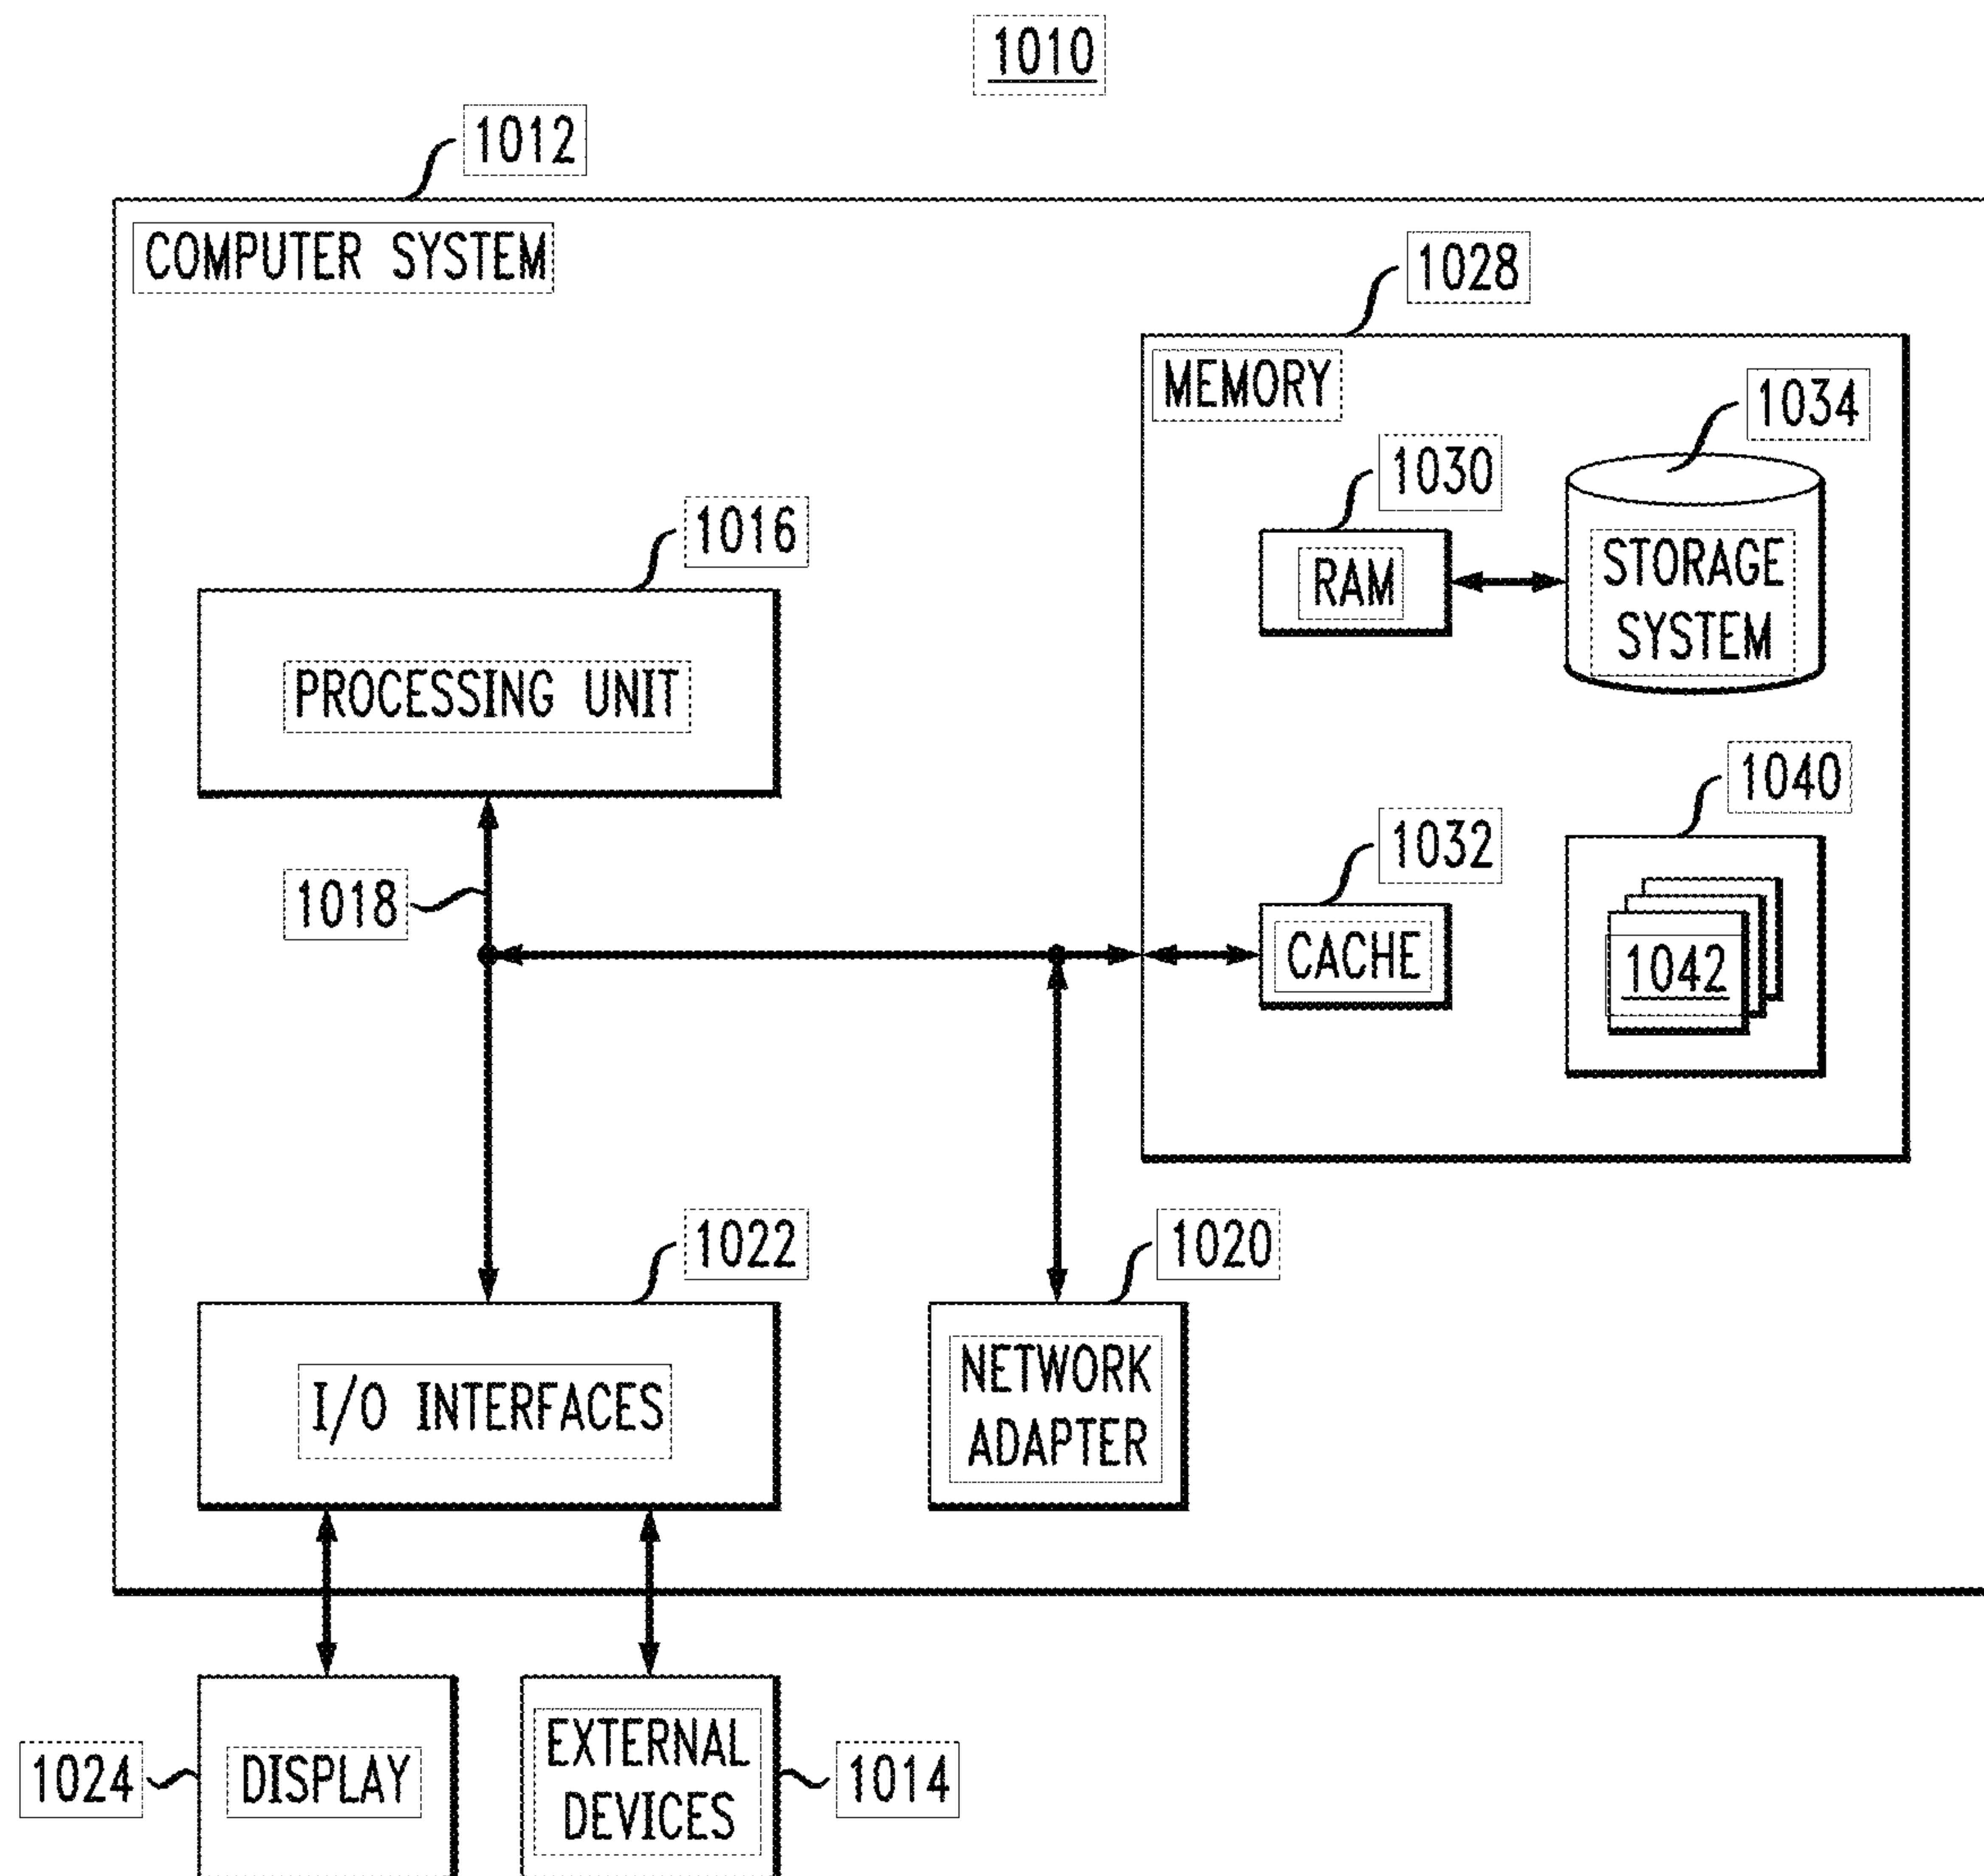 1010
1012
COMPUTER SYSTEM
1028
MEMORY
1034
1030
RAM
STORAGE
SYSTEM
1016
PROCESSING UNIT
1040
1032
1018
CACHE
1042
1022
1020
I/O INTERFACES
NETWORK
ADAPTER
1024
DISPLAY
EXTERNAL
DEVICES
1014